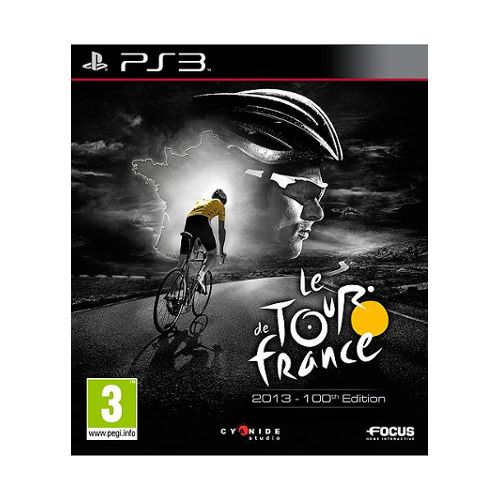 PS3
Le
de TOUR
france
2013 - 100th Edition
3
www.pegi.info
CYANIDE
studio
FOCUS
HOME INTERACTIVE